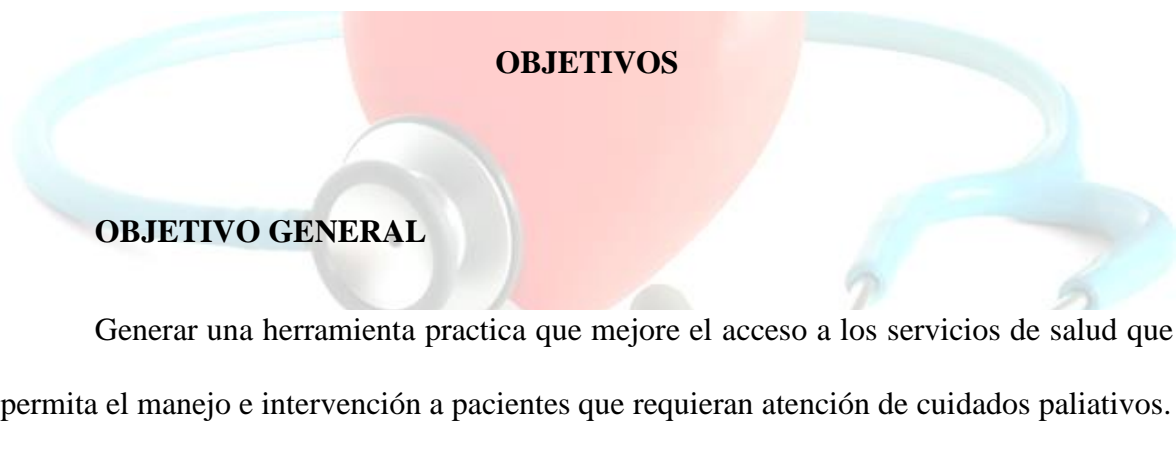 OBJETIVOS
OBJETIVO GENERAL
Generar una herramienta practica que mejore el acceso a los servicios de salud que
permita el manejo e intervención a pacientes que requieran atención de cuidados paliativos.